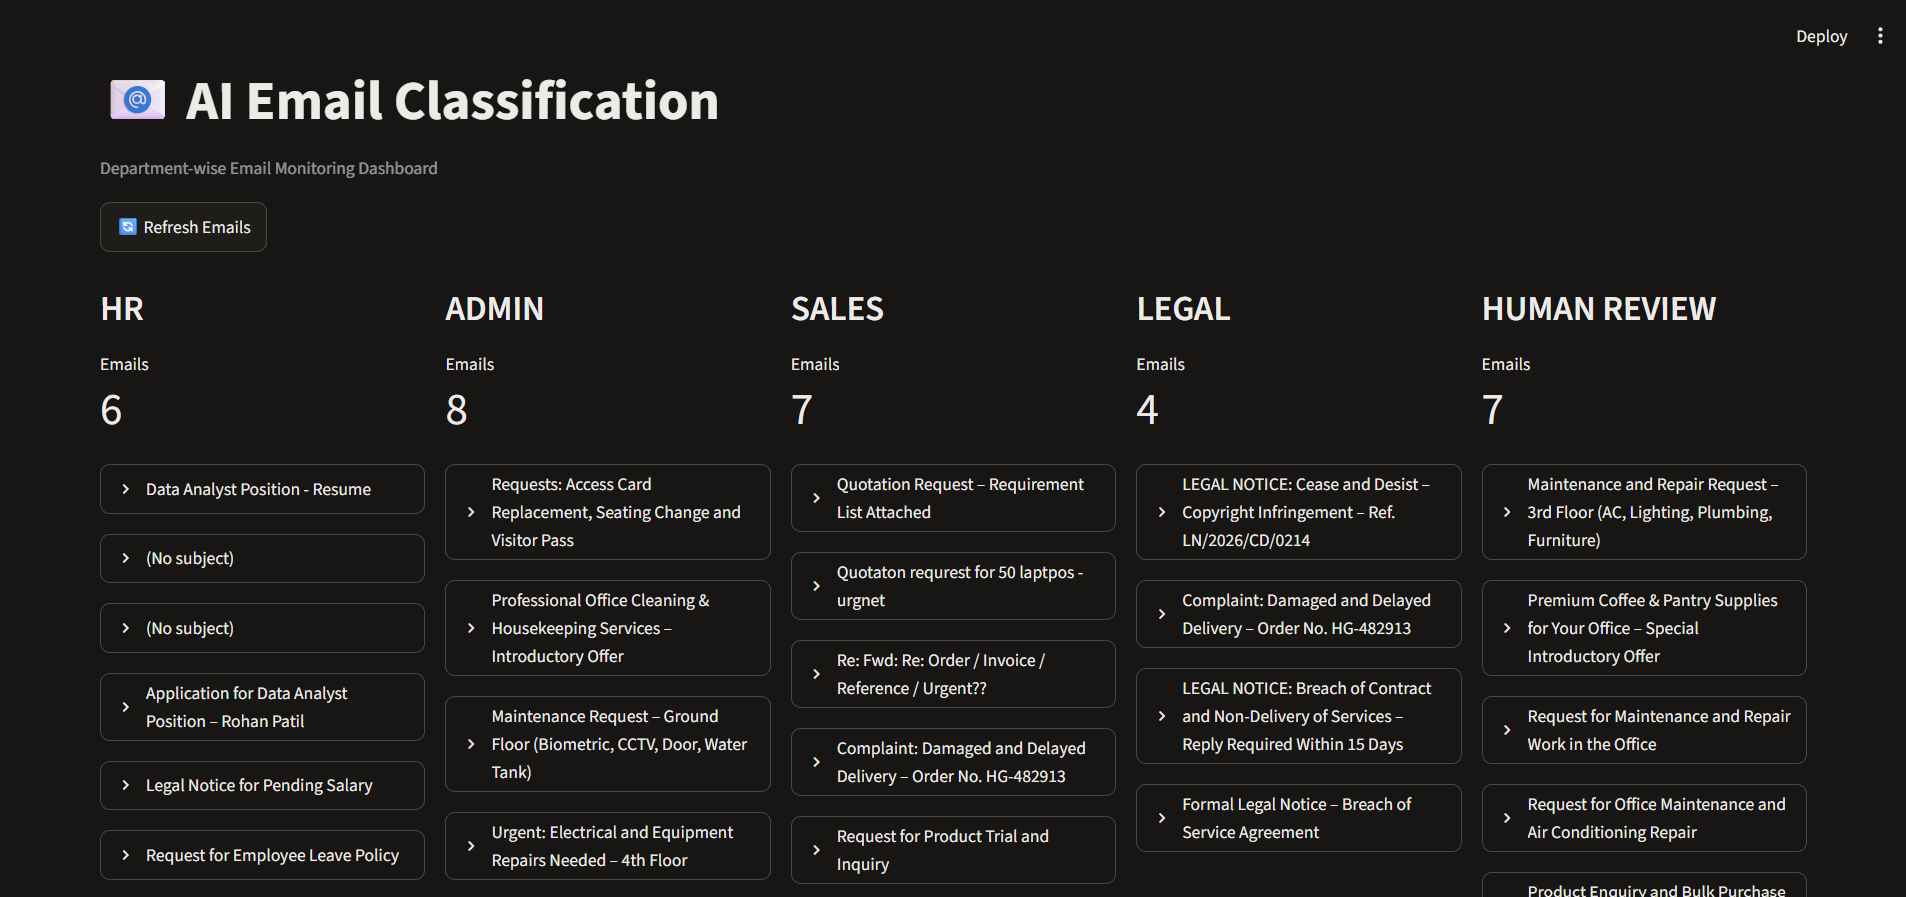 Deploy
AI Email Classification
Department-wise Email Monitoring Dashboard
Refresh Emails
HR
Emails
6
Data Analyst Position - Resume
(No subject)
(No subject)
Application for Data Analyst
Position – Rohan Patil
Legal Notice for Pending Salary
Request for Employee Leave Policy
ADMIN
Emails
8
Requests: Access Card
Replacement, Seating Change and
Visitor Pass
Professional Office Cleaning &
Housekeeping Services –
Introductory Offer
Maintenance Request – Ground
Floor (Biometric, CCTV, Door, Water
Tank)
Urgent: Electrical and Equipment
Repairs Needed – 4th Floor
SALES
Emails
7
Quotation Request – Requirement
List Attached
Quotaton requrest for 50 laptpos -
urgnet
Re: Fwd: Re: Order / Invoice /
Reference / Urgent??
Complaint: Damaged and Delayed
Delivery – Order No. HG-482913
Request for Product Trial and
Inquiry
LEGAL
Emails
4
LEGAL NOTICE: Cease and Desist –
Copyright Infringement – Ref.
LN/2026/CD/0214
Complaint: Damaged and Delayed
Delivery – Order No. HG-482913
LEGAL NOTICE: Breach of Contract
and Non-Delivery of Services –
Reply Required Within 15 Days
Formal Legal Notice – Breach of
Service Agreement
HUMAN REVIEW
Emails
7
Maintenance and Repair Request –
3rd Floor (AC, Lighting, Plumbing,
Furniture)
Premium Coffee & Pantry Supplies
for Your Office – Special
Introductory Offer
Request for Maintenance and Repair
Work in the Office
Request for Office Maintenance and
Air Conditioning Repair
Product Enquiry and Bulk Purchase